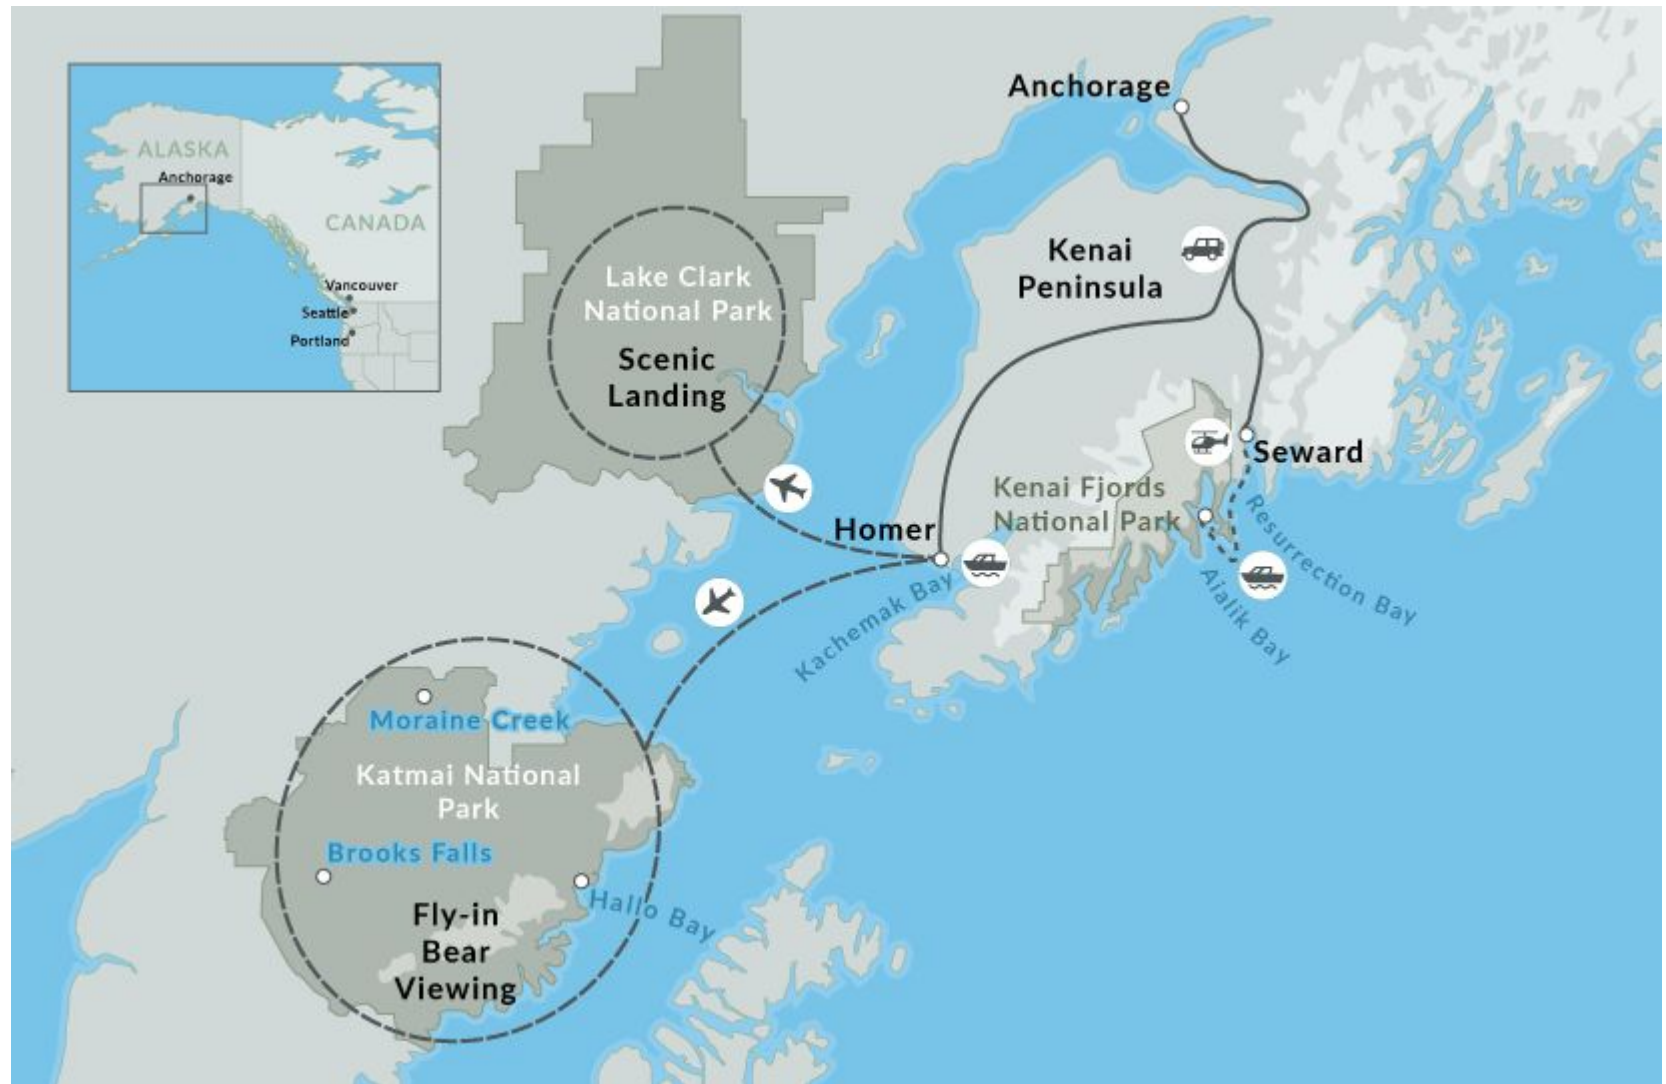 ALASKA
Anchorage
CANADA
Vancouver
Seattle
Portland
Anchorage
Kenai
Peninsula
Lake Clark
National Park
Scenic
Landing
Seward
Kenai Fjords
National Park
Homer
Resurrection Bay
Aialik Bay
Kachemak Bay
Moraine Creek
Katmai National
Park
Brooks Falls
Hallo Bay
Fly-in
Bear
Viewing